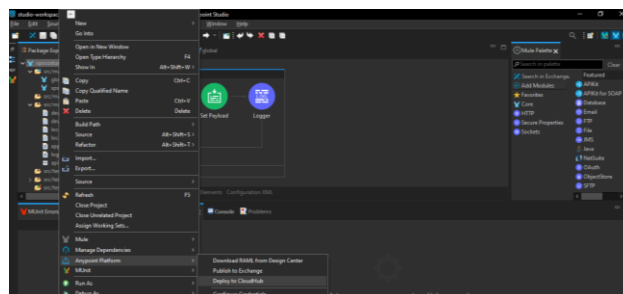 studio-workspac
point Studio
File
Window Help
New
Go Into
Open in New Window
Open Type Hierarchy F4
Show In Alt+Shift+W
Copy Ctrl+C
Copy Qualified Name
Paste Ctrl+V
Delete Delete
Build Path
Source Alt+Shift+S
Refactor Alt+Shift+T
Import...
Export...
Source
Refresh F5
Close Project
Close Unrelated Project
Assign Working Sets...
Mule
Manage Dependencies
Anypoint Platform
MUnit
Run As
Debug As
Download RAML from Design Center
Publish to Exchange
Deploy to CloudHub
Package Exp
global
Set Payload
Logger
Elements Configuration XML
MUnit Errors
Console
Problems
Mule Palette
Search in palette
Clear
Search in Exchange
Add Modules
Favorites
Core
HTTP
Secure Properties
Sockets
Featured
APIKit
APIKit for SOAP
Database
Email
FTP
File
JMS
Java
NetSuite
OAuth
ObjectStore
SFTP